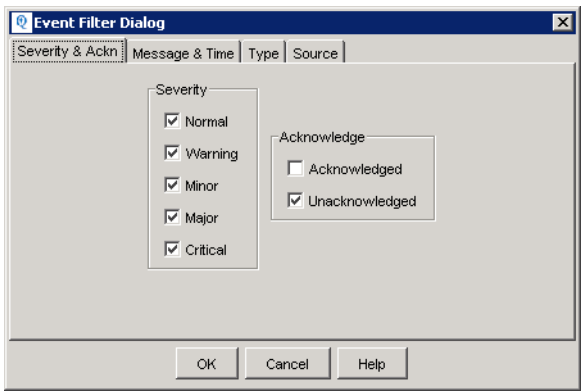 Event Filter Dialog
Severity & Ackn Message & Time Type Source
Severity
Normal
Warning
Minor
Major
Critical
Acknowledge
Acknowledged
Unacknowledged
OK Cancel Help